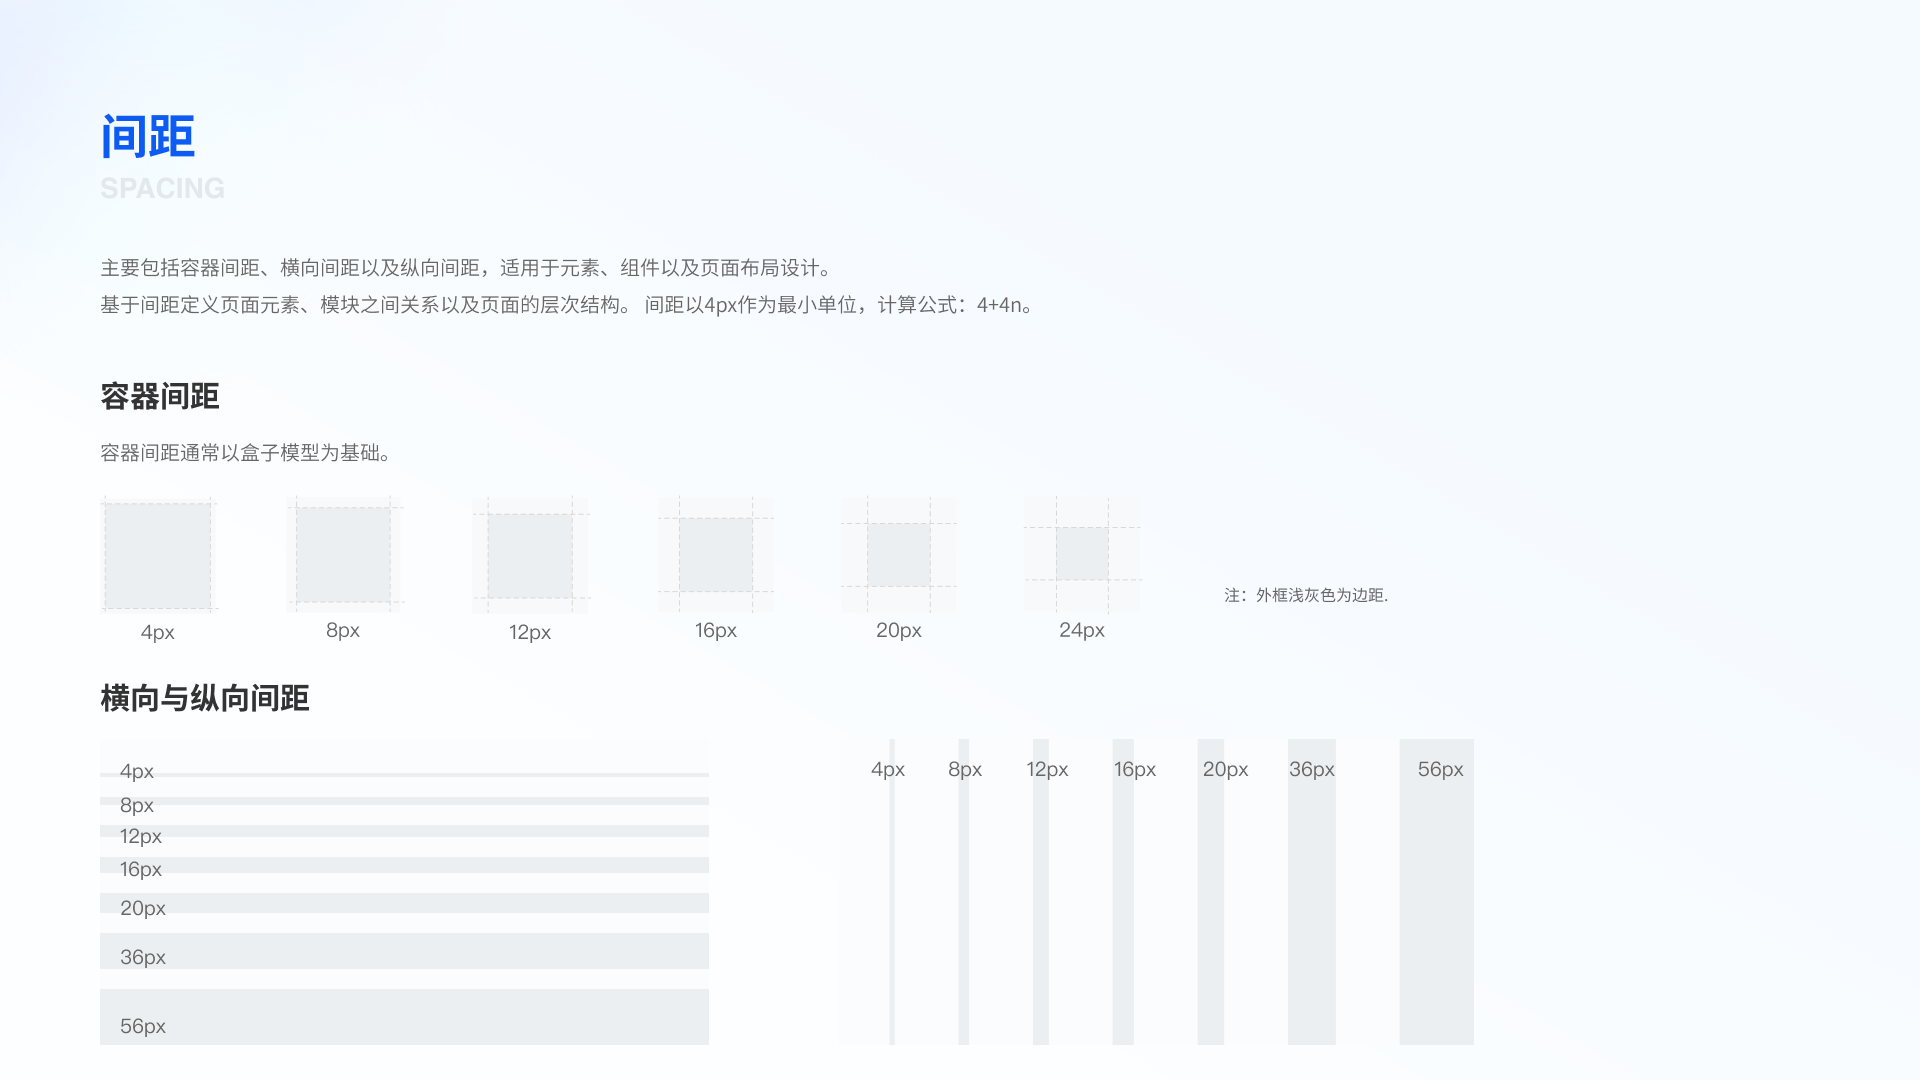 间距
SPACING
主要包括容器间距、横向间距以及纵向间距，适用于元素、组件以及页面布局设计。
基于间距定义页面元素、模块之间关系以及页面的层次结构。 间距以4px作为最小单位，计算公式：4+4n。
容器间距
容器间距通常以盒子模型为基础。
4px
8px
12px
16px
20px
24px
注：外框浅灰色为边距.
横向与纵向间距
4px
8px
12px
16px
20px
36px
56px
4px
8px
12px
16px
20px
36px
56px